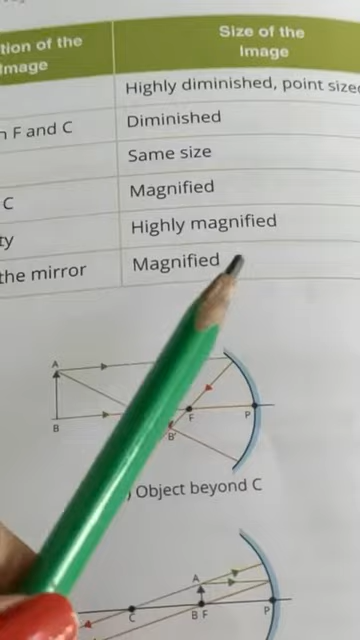 tion of the
Image
Size of the
Image
Highly diminished, point size
F and C
Diminished
Same size
C
Magnified
ty
Highly magnified
the mirror
Magnified
A
B
B'
F
P
) Object beyond C
A
C
B F
P